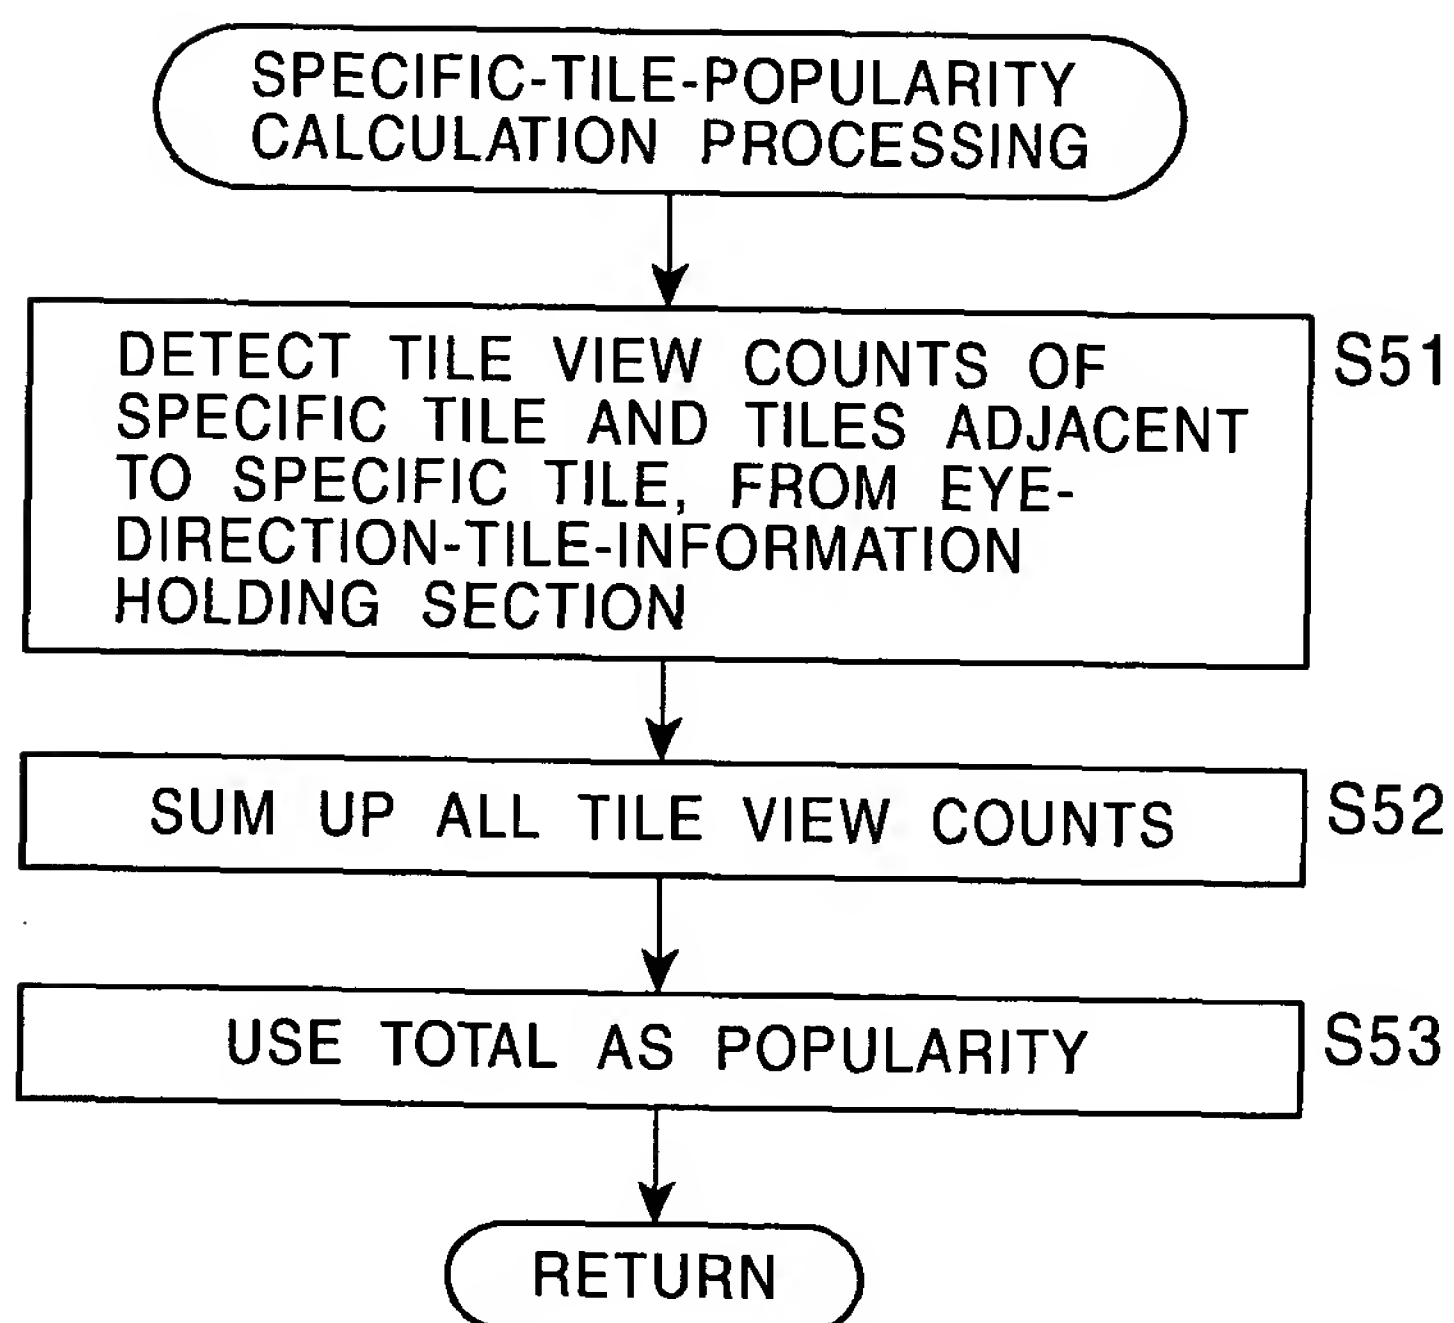 SPECIFIC-TILE-POPULARITY
CALCULATION PROCESSING
DETECT TILE VIEW COUNTS OF
SPECIFIC TILE AND TILES ADJACENT
TO SPECIFIC TILE, FROM EYE-
DIRECTION-TILE-INFORMATION
HOLDING SECTION
S51
SUM UP ALL TILE VIEW COUNTS
S52
USE TOTAL AS POPULARITY
S53
RETURN